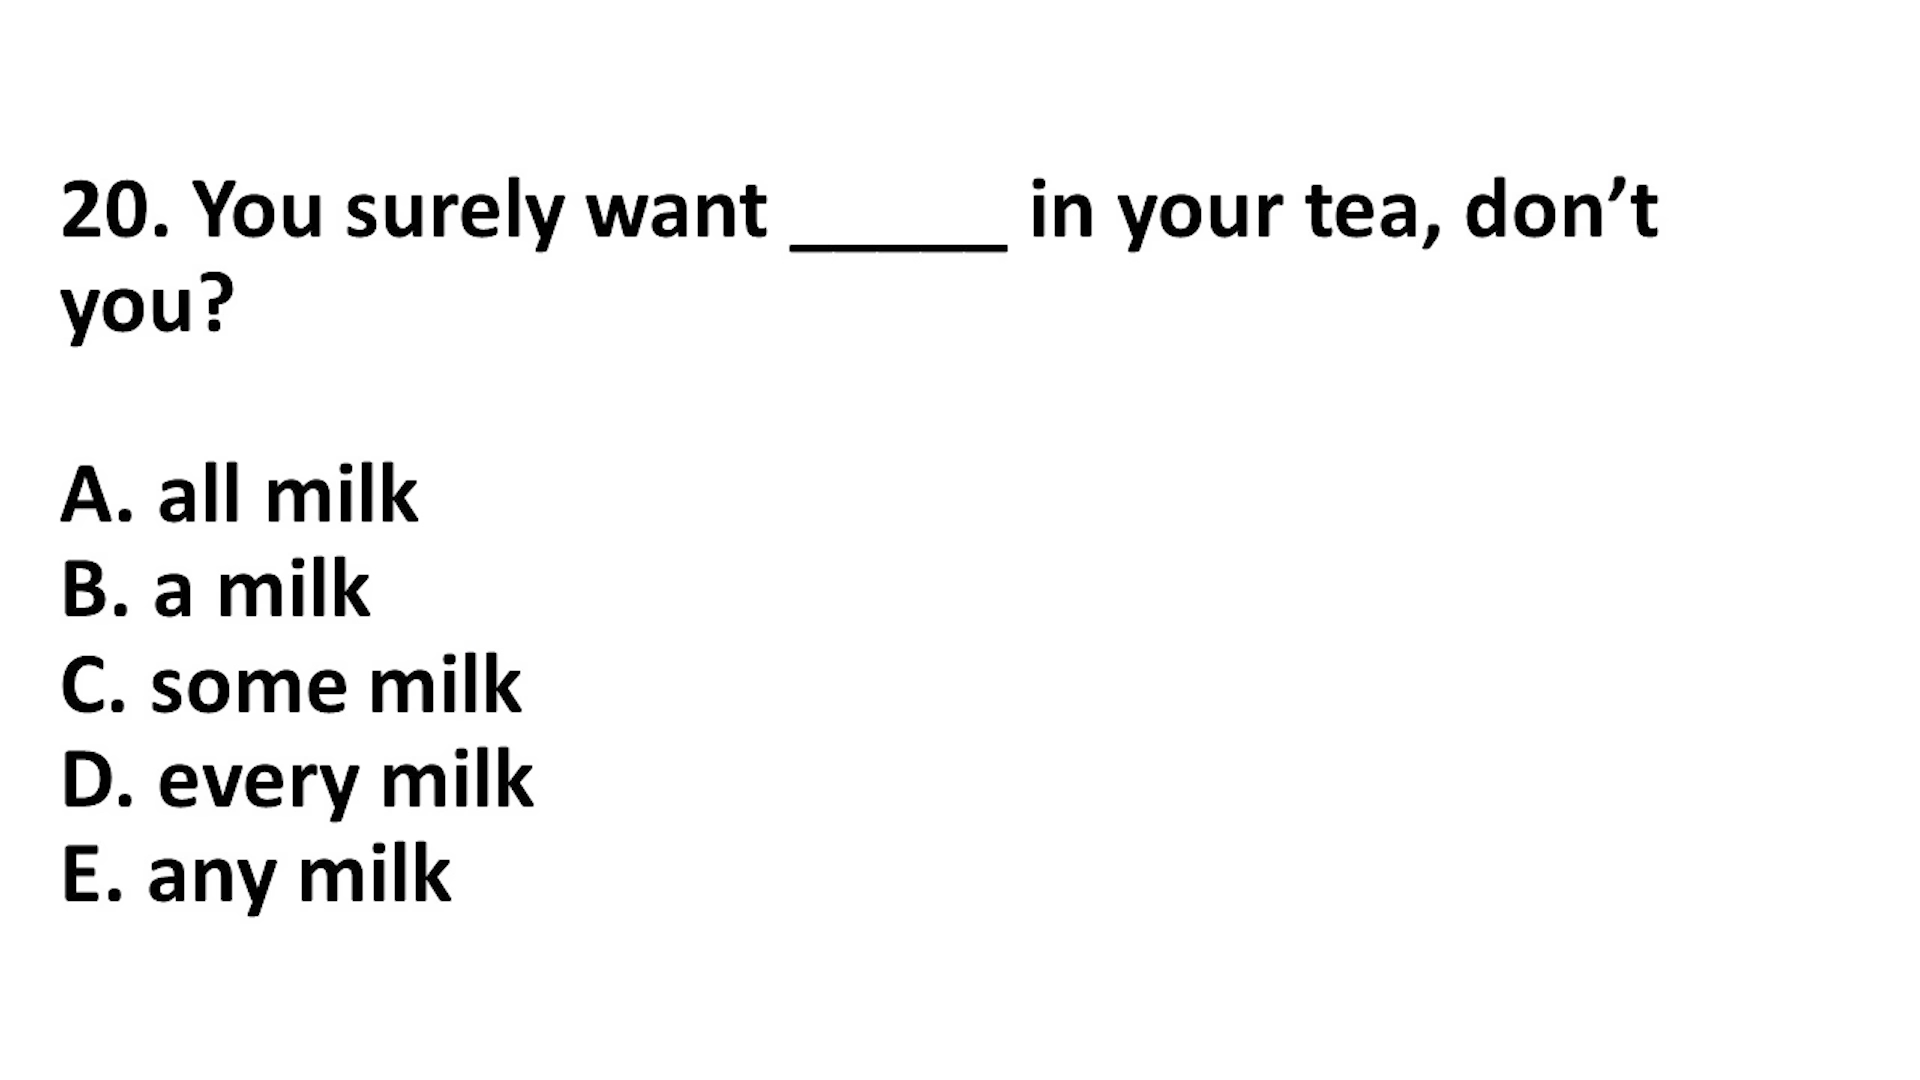 20. You surely want _____ in your tea, don’t
you?
A. all milk
B. a milk
C. some milk
D. every milk
E. any milk